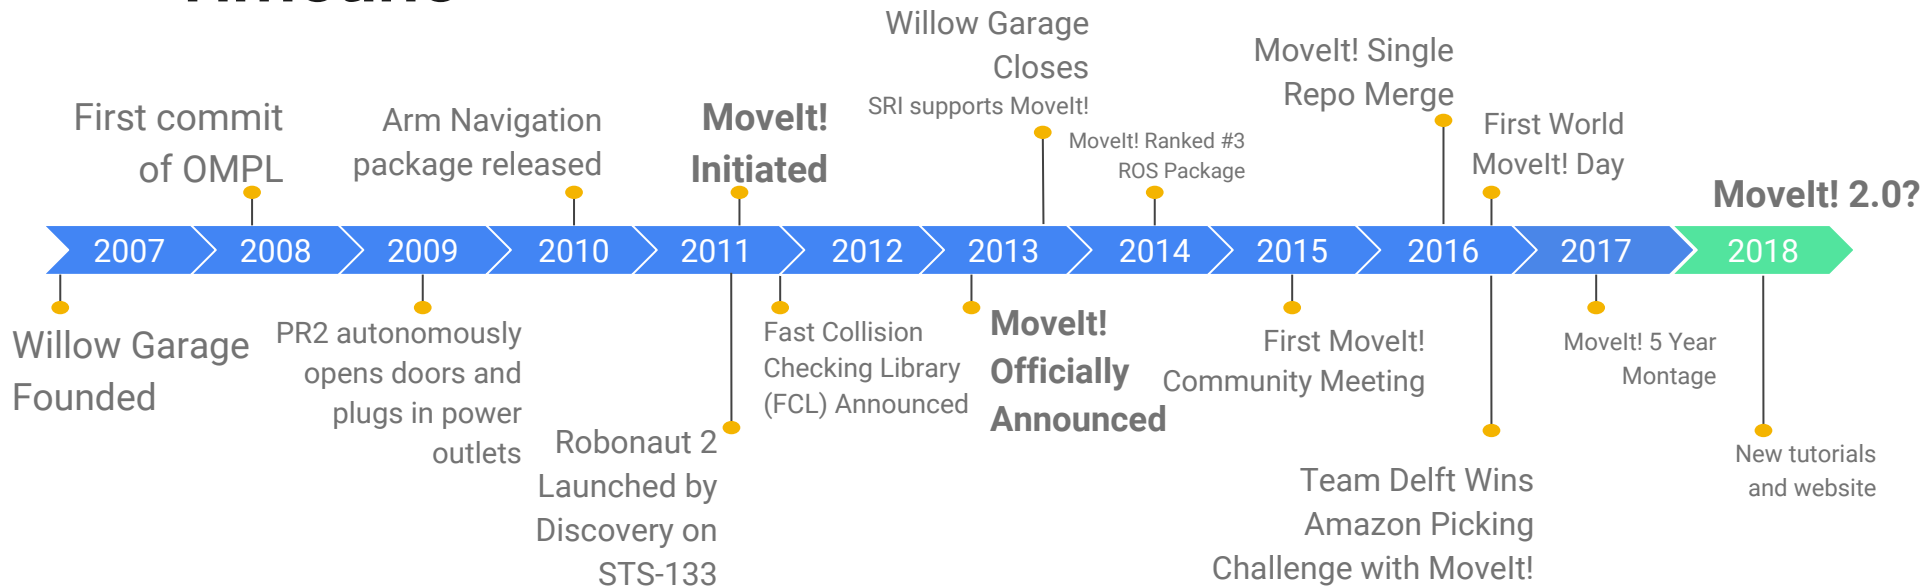 Willow Garage
Closes
SRI supports MoveIt!
MoveIt! Single
Repo Merge
First commit
of OMPL
Arm Navigation
package released
MoveIt!
Initiated
MoveIt! Ranked #3
ROS Package
First World
MoveIt! Day
MoveIt! 2.0?
2007
2008
2009
2010
2011
2012
2013
2014
2015
2016
2017
2018
Willow Garage
Founded
PR2 autonomously
opens doors and
plugs in power
outlets
Robonaut 2
Launched by
Discovery on
STS-133
Fast Collision
Checking Library
(FCL) Announced
MoveIt!
Officially
Announced
First MoveIt!
Community Meeting
Team Delft Wins
Amazon Picking
Challenge with MoveIt!
MoveIt! 5 Year
Montage
New tutorials
and website